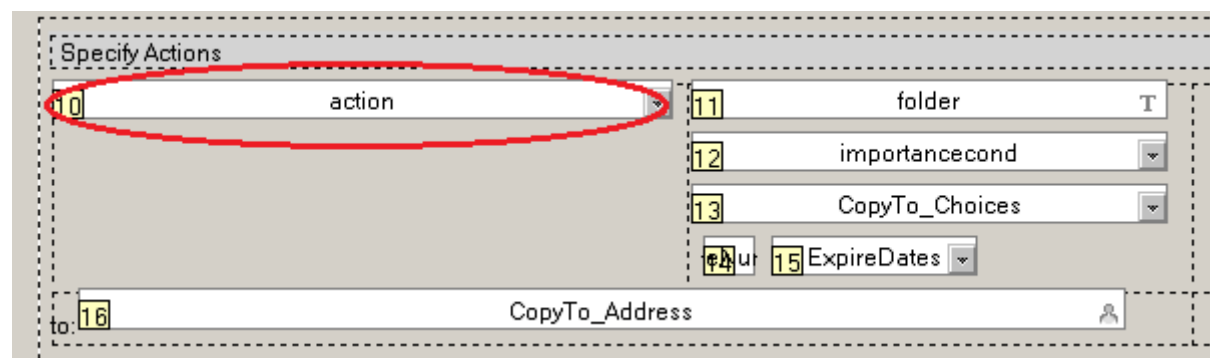 Specify Actions
10 action 11 folder T
12 importancecond
13 CopyTo_Choices
14 15 ExpireDates
to: 16 CopyTo_Address